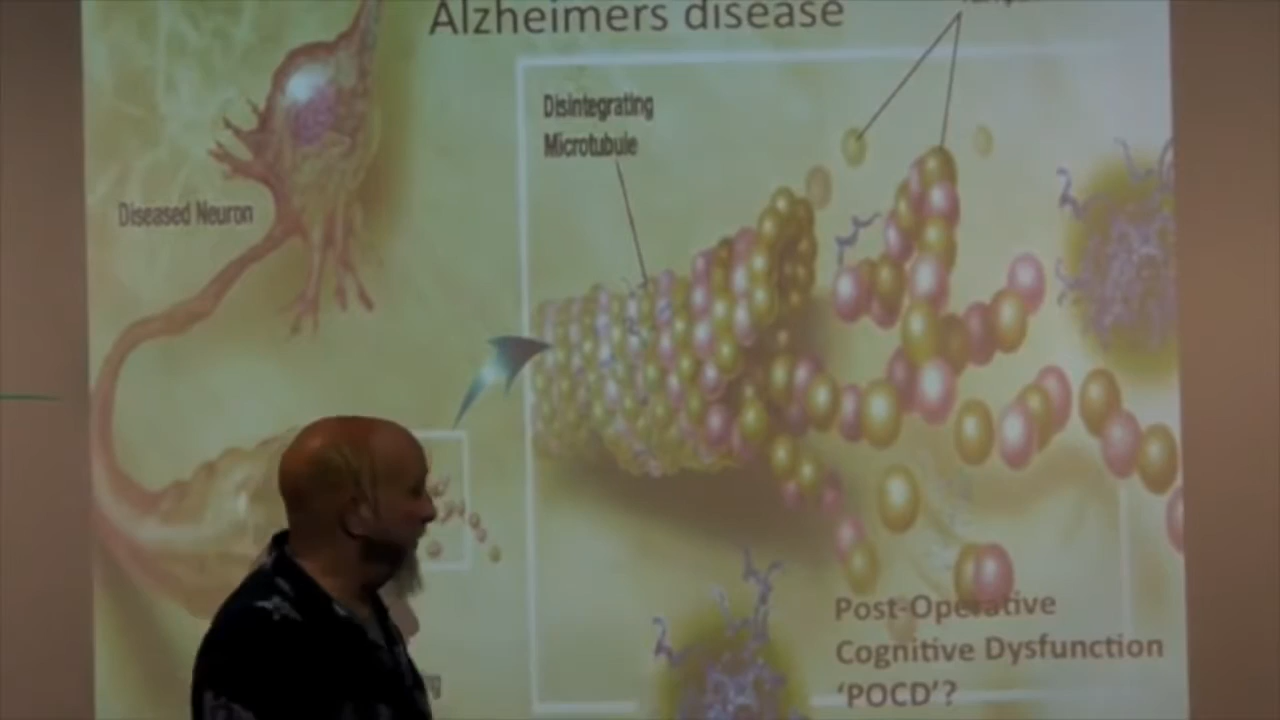 Alzheimers disease
Disintegrating
Microtubule
Diseased Neuron
Post-Operative
Cognitive Dysfunction
‘POCD’?